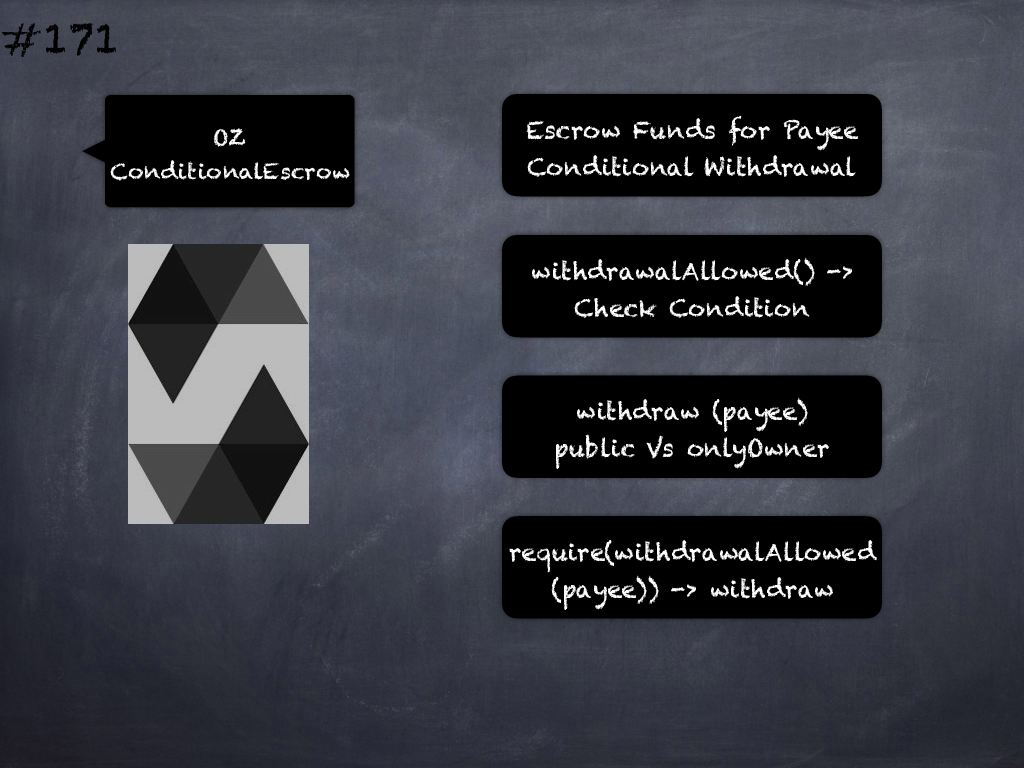 #171
OZ
ConditionalEscrow
Escrow Funds for Payee
Conditional Withdrawal
withdrawalAllowed() ->
Check Condition
withdraw (payee)
public Vs onlyOwner
require(withdrawalAllowed
(payee)) -> withdraw